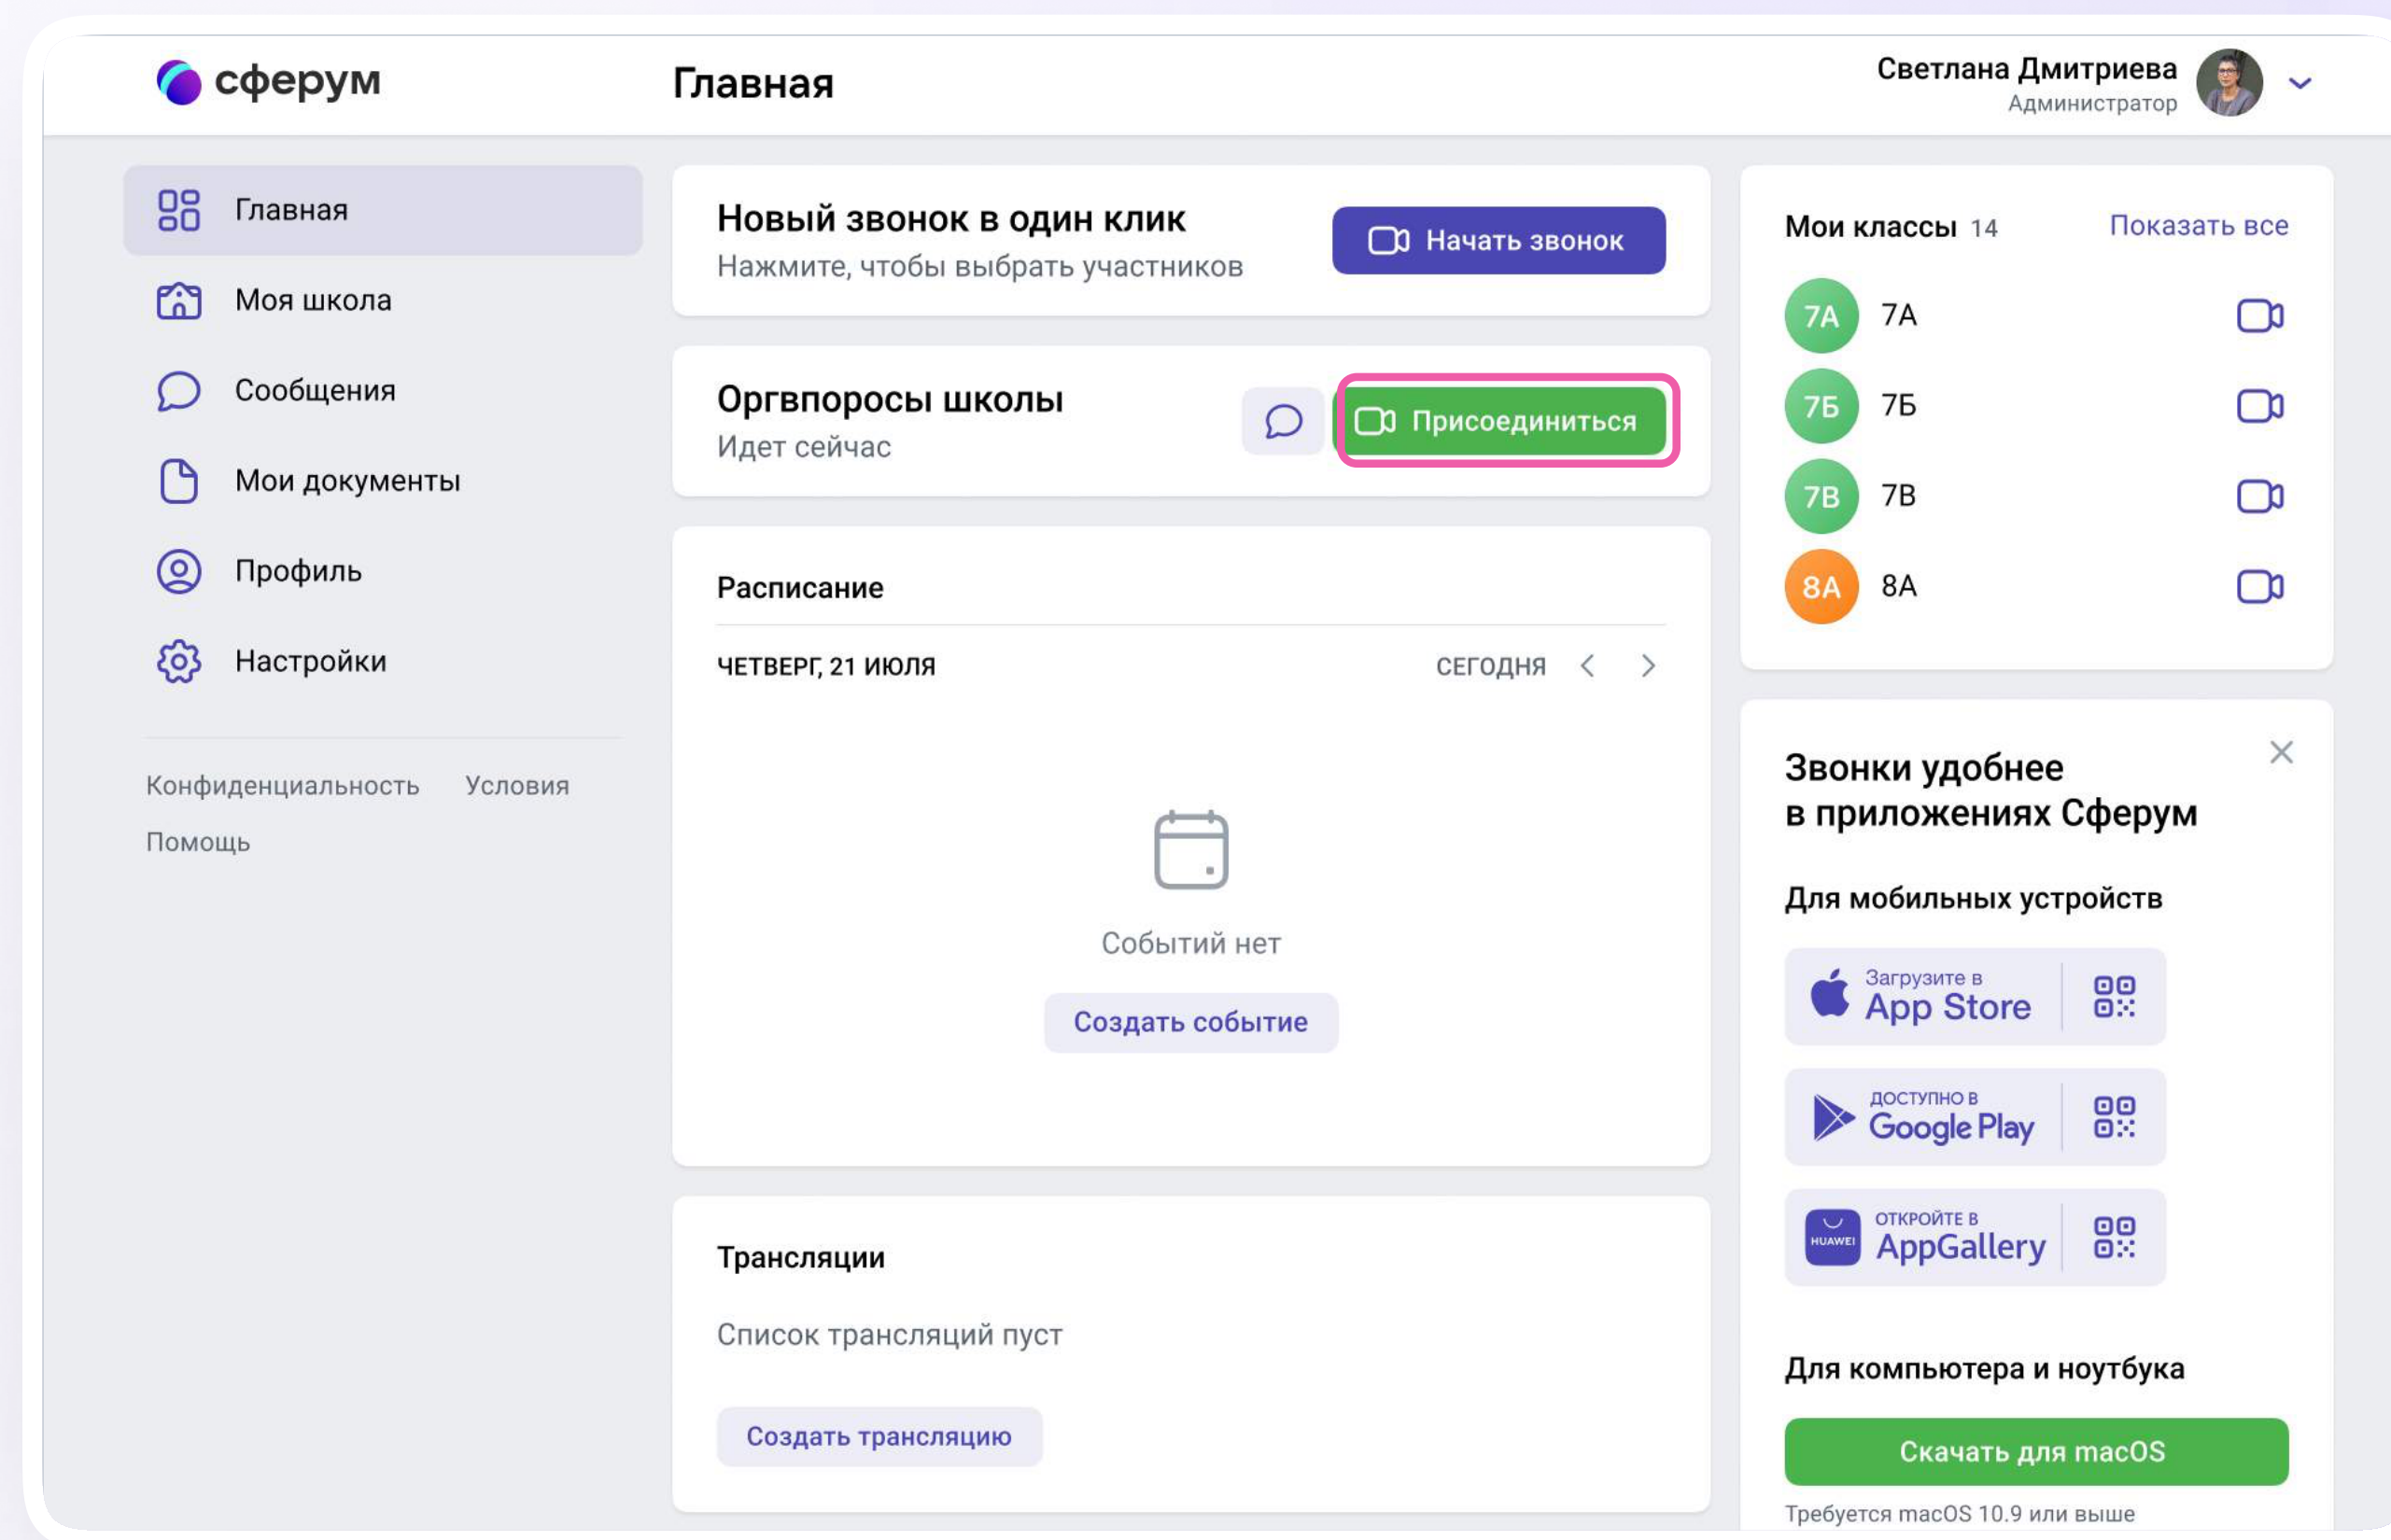 сферум
Главная
Светлана Дмитриева
Администратор
Главная
Моя школа
Сообщения
Мои документы
Профиль
Настройки
Конфиденциальность Условия
Помощь
Новый звонок в один клик
Нажмите, чтобы выбрать участников
Начать звонок
Оргвпоросы школы
Идет сейчас
Присоединиться
Расписание
ЧЕТВЕРГ, 21 ИЮЛЯ
СЕГОДНЯ
Событий нет
Создать событие
Трансляции
Список трансляций пуст
Создать трансляцию
Мои классы 14 Показать все
7А 7А
7Б 7Б
7В 7В
8А 8А
Звонки удобнее
в приложениях Сферум
Для мобильных устройств
Загрузите в
App Store
ДОСТУПНО В
Google Play
HUAWEI
ОТКРОЙТЕ В
AppGallery
Для компьютера и ноутбука
Скачать для macOS
Требуется macOS 10.9 или выше